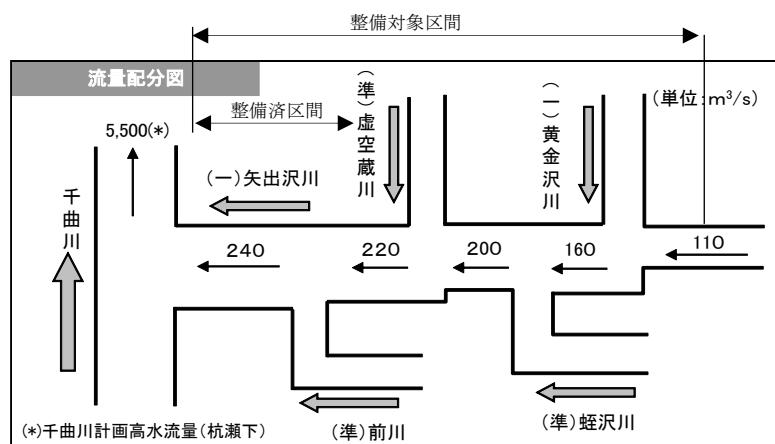 整備対象区間
流量配分図
(単位:m³/s)
整備済区間
5,500(*)
(準)虚空蔵川
(一)黄金沢川
千曲川
(一)矢出沢川
240
220
200
160
110
(*)千曲川計画高水流量(杭瀬下)
(準)前川
(準)蛭沢川